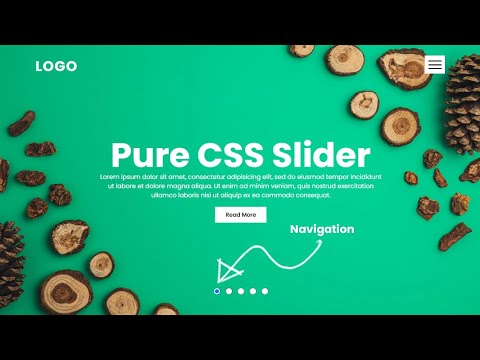 LOGO
Pure CSS Slider
Lorem ipsum dolor sit amet, consectetur adipisicing elit, sed do eiusmod tempor incididunt
ut labore et dolore magna aliqua. Ut enim ad minim veniam, quis nostrud exercitation
ullamco laboris nisi ut aliquip ex ea commodo consequat.
Read More
Navigation